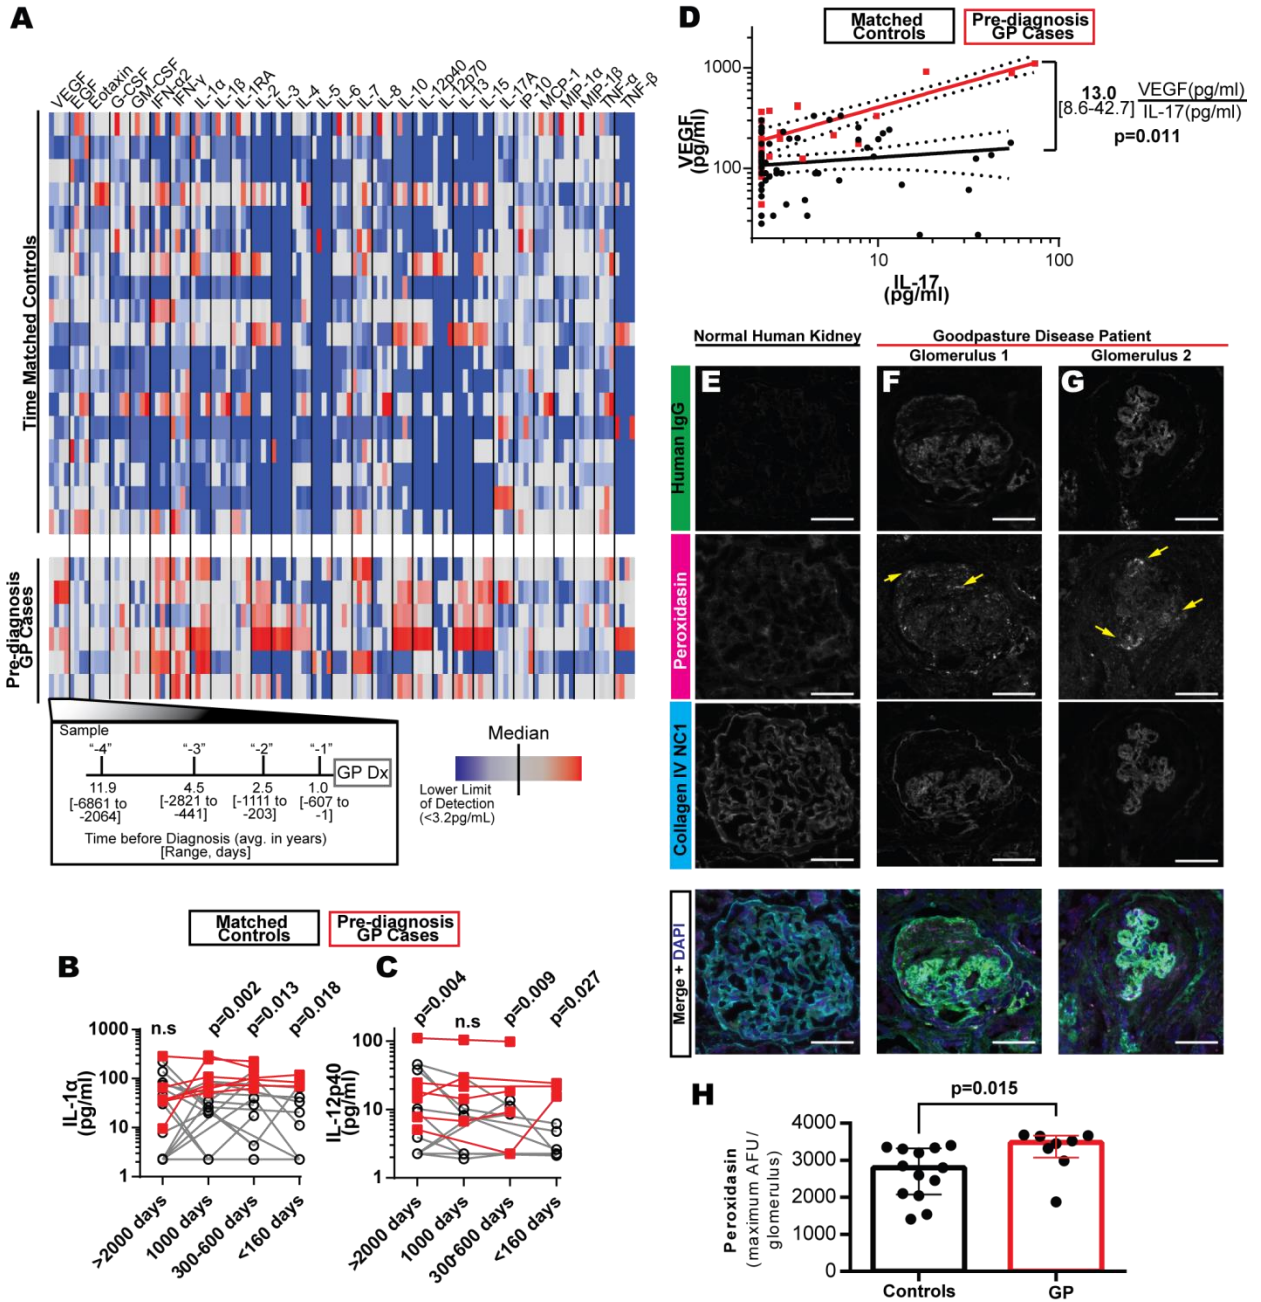 A
VEGF
EGF
Eotaxin
G-CSF
GM-CSF
IFN-α2
IFN-γ
IL-1α
IL-1β
IL-1RA
IL-2
IL-3
IL-4
IL-5
IL-6
IL-7
IL-8
IL-10
IL-12p40
IL-12p70
IL-13
IL-15
IL-17A
IP-10
MCP-1
MIP-1α
MIP-1β
TNF-α
TNF-β
Time Matched Controls
Pre-diagnosis
GP Cases
Sample
“-4” “-3” “-2” “-1”
GP Dx
11.9 4.5 2.5 1.0
[-6861 to [-2821 to [-1111 to [-607 to
-2064] -441] -203] -1]
Time before Diagnosis (avg. in years)
[Range, days]
Median
Lower Limit
of Detection
(<3.2pg/mL)
Matched
Controls
Pre-diagnosis
GP Cases
B
n.s
p=0.002
p=0.013
p=0.018
IL-1α
(pg/ml)
1000
100
10
1
>2000 days
1000 days
300-600 days
<160 days
C
p=0.004
n.s
p=0.009
p=0.027
IL-12p40
(pg/ml)
100
10
1
>2000 days
1000 days
300-600 days
<160 days
D
Matched
Controls
Pre-diagnosis
GP Cases
VEGF
(pg/ml)
1000
100
10 100
IL-17
(pg/ml)
13.0 VEGF(pg/ml)
[8.6-42.7] IL-17(pg/ml)
p=0.011
Normal Human Kidney
Goodpasture Disease Patient
Glomerulus 1 Glomerulus 2
E F G
Human IgG
Peroxidasin
Collagen IV NC1
Merge + DAPI
H
p=0.015
Peroxidasin
(maximum AFU/
glomerulus)
4000
3000
2000
1000
0
Controls GP